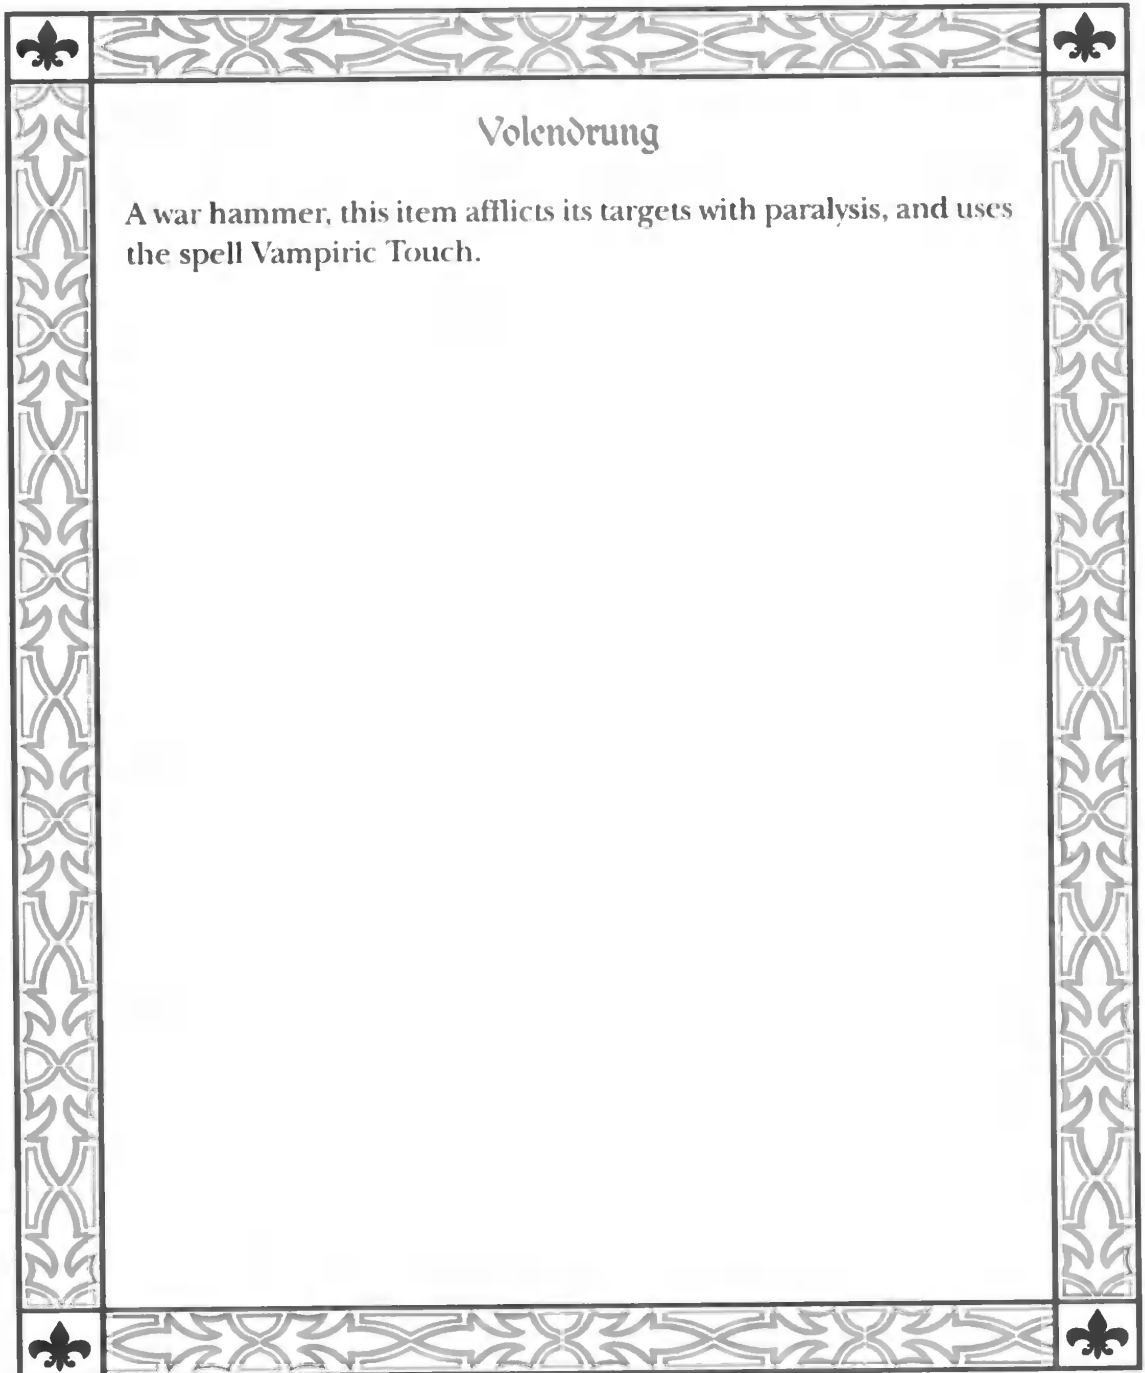 Volendrung
A war hammer, this item afflicts its targets with paralysis, and uses
the spell Vampiric Touch.